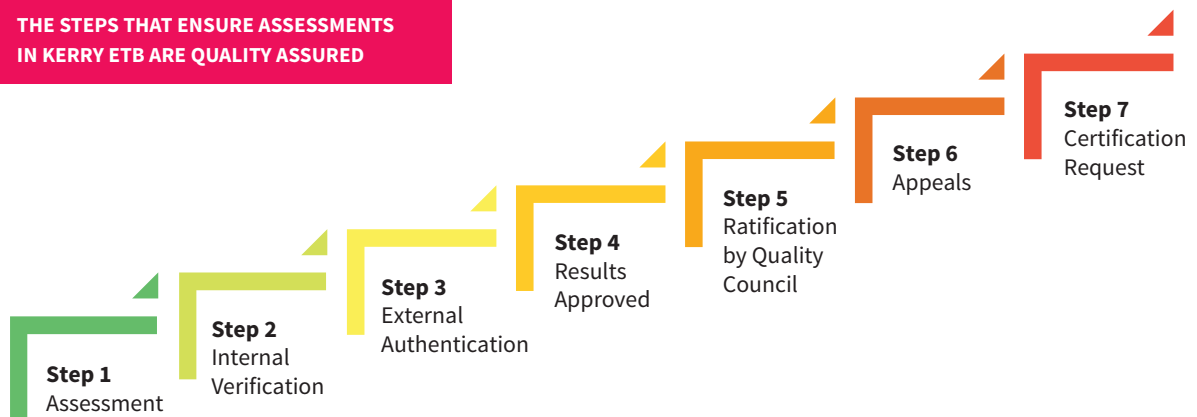 THE STEPS THAT ENSURE ASSESSMENTS
IN KERRY ETB ARE QUALITY ASSURED
Step 1
Assessment
Step 2
Internal
Verification
Step 3
External
Authentication
Step 4
Results
Approved
Step 5
Ratification
by Quality
Council
Step 6
Appeals
Step 7
Certification
Request